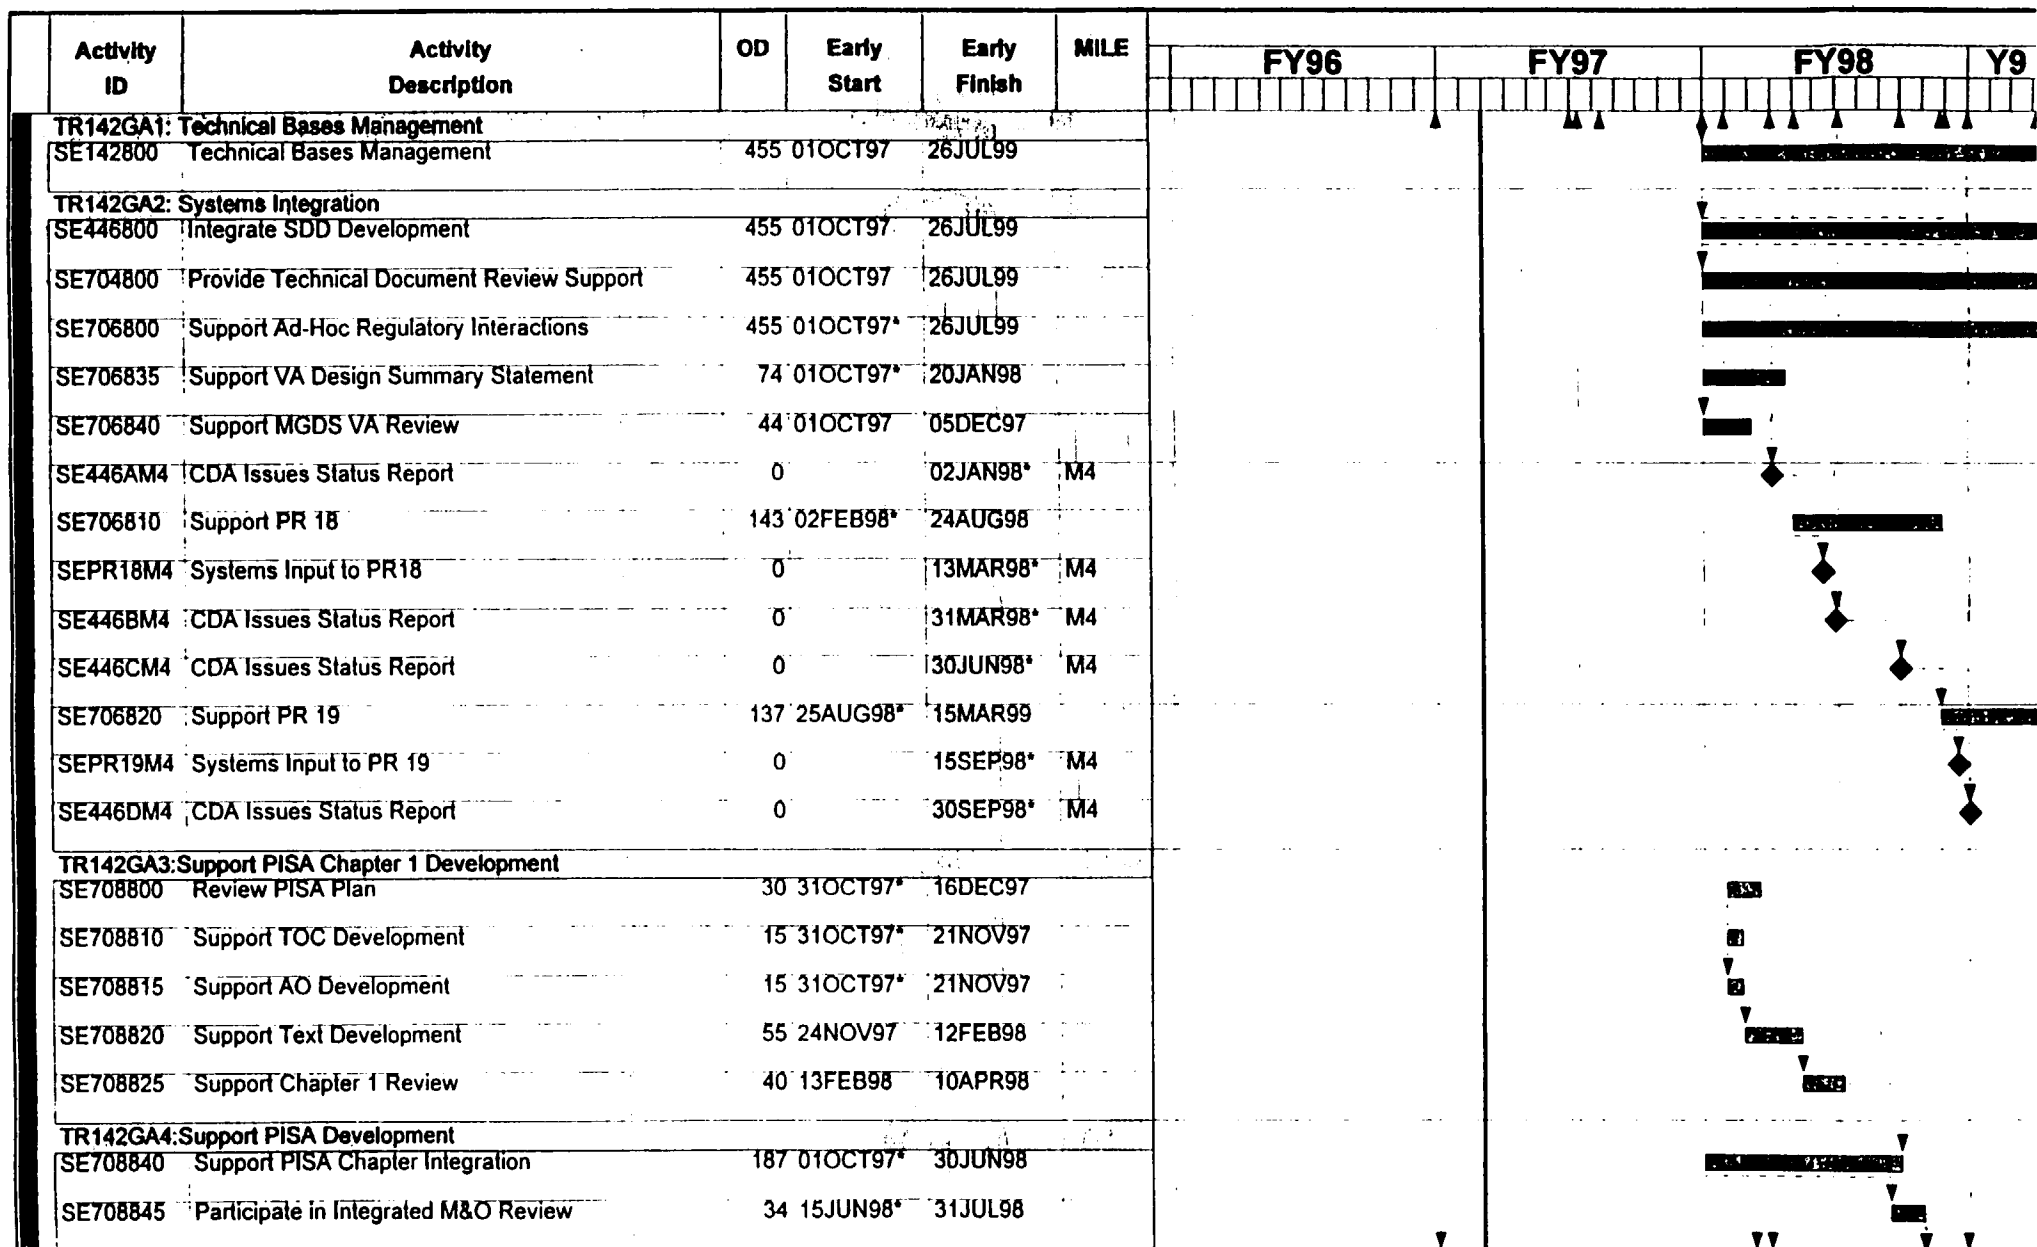 Activity ID Activity Description OD Early Start Early Finish MILE FY96 FY97 FY98 Y9
TR142GA1: Technical Bases Management
SE142800 Technical Bases Management 455 01OCT97 26JUL99
TR142GA2: Systems Integration
SE446800 Integrate SDD Development 455 01OCT97 26JUL99
SE704800 Provide Technical Document Review Support 455 01OCT97 26JUL99
SE706800 Support Ad-Hoc Regulatory Interactions 455 01OCT97* 26JUL99
SE706835 Support VA Design Summary Statement 74 01OCT97* 20JAN98
SE706840 Support MGDS VA Review 44 01OCT97 05DEC97
SE446AM4 CDA Issues Status Report 0 02JAN98* M4
SE706810 Support PR 18 143 02FEB98* 24AUG98
SEPR18M4 Systems Input to PR18 0 13MAR98* M4
SE446BM4 CDA Issues Status Report 0 31MAR98* M4
SE446CM4 CDA Issues Status Report 0 30JUN98* M4
SE706820 Support PR 19 137 25AUG98* 15MAR99
SEPR19M4 Systems Input to PR 19 0 15SEP98* M4
SE446DM4 CDA Issues Status Report 0 30SEP98* M4
TR142GA3:Support PISA Chapter 1 Development
SE708800 Review PISA Plan 30 31OCT97* 16DEC97
SE708810 Support TOC Development 15 31OCT97* 21NOV97
SE708815 Support AO Development 15 31OCT97* 21NOV97
SE708820 Support Text Development 55 24NOV97 12FEB98
SE708825 Support Chapter 1 Review 40 13FEB98 10APR98
TR142GA4:Support PISA Development
SE708840 Support PISA Chapter Integration 187 01OCT97* 30JUN98
SE708845 Participate in Integrated M&O Review 34 15JUN98* 31JUL98